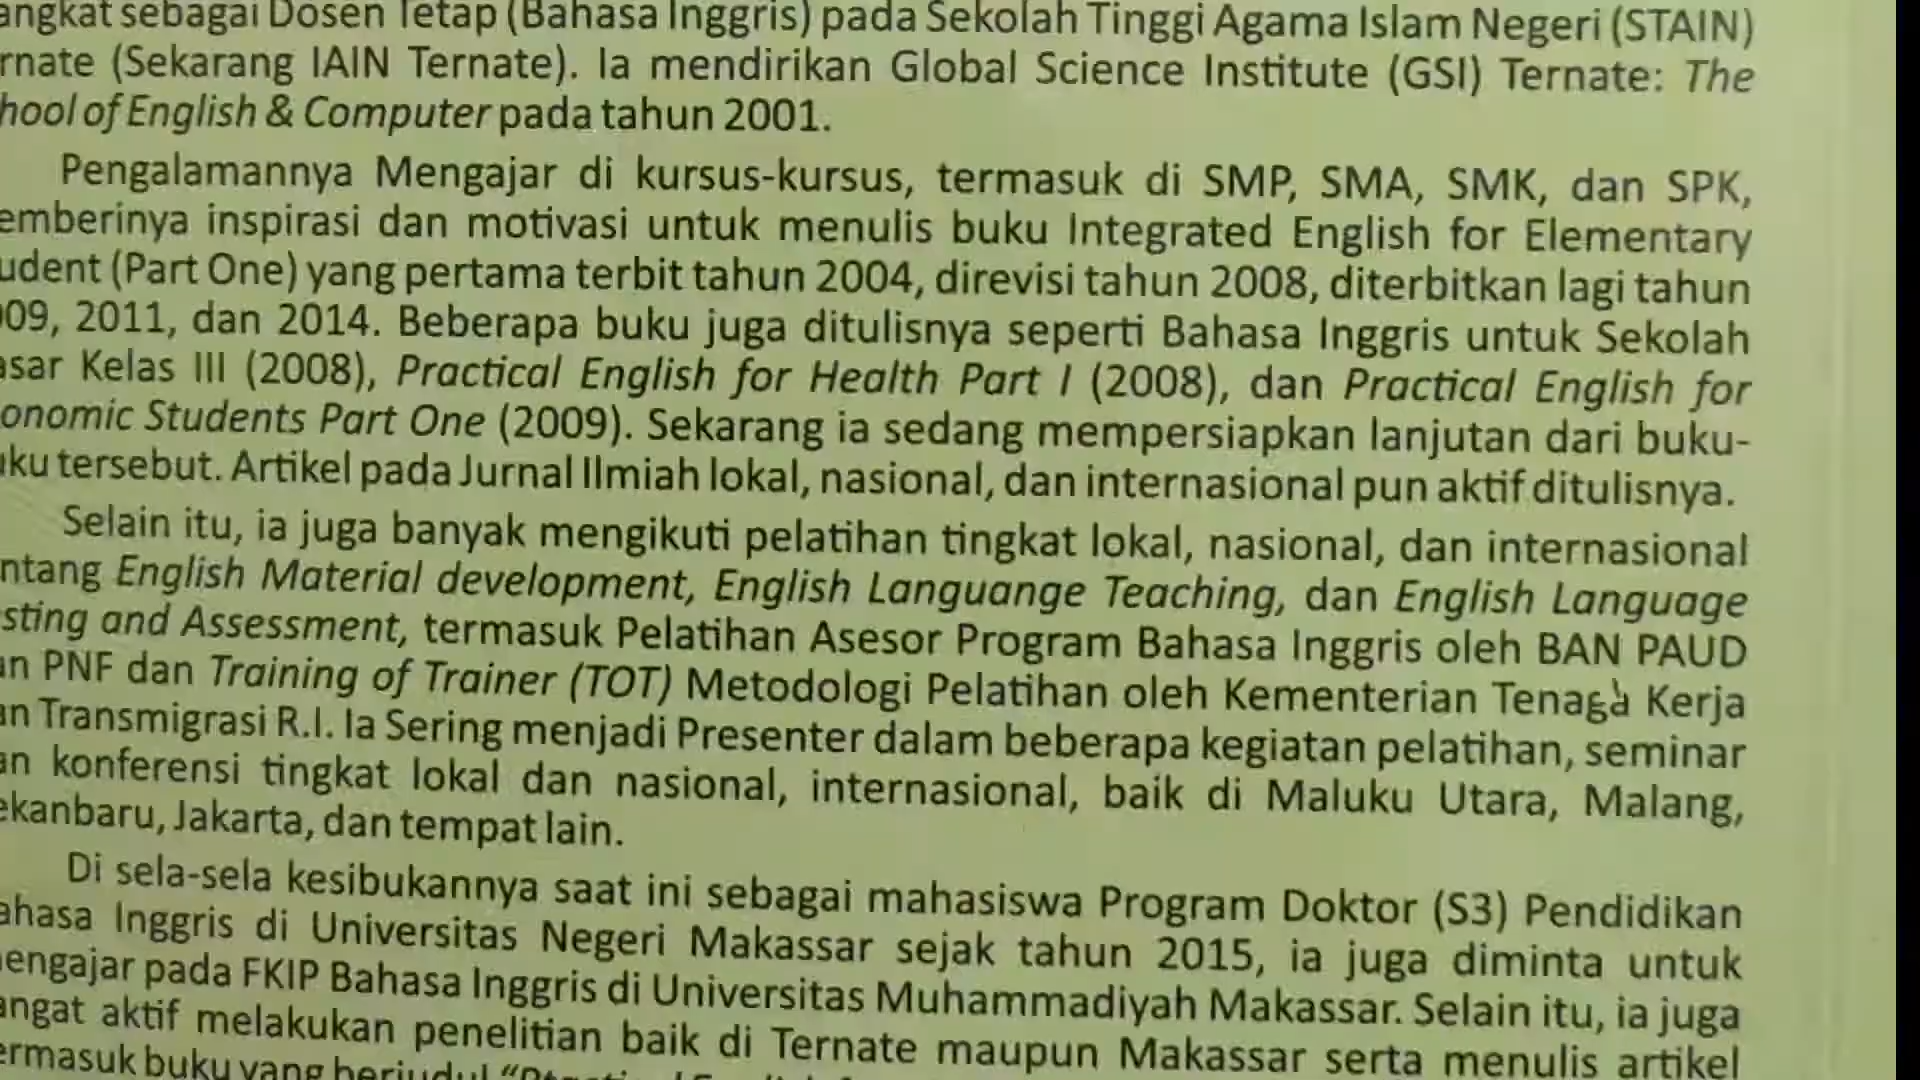 angkat sebagai Dosen Tetap (Bahasa Inggris) pada Sekolah Tinggi Agama Islam Negeri (STAIN)
rnate (Sekarang IAIN Ternate). Ia mendirikan Global Science Institute (GSI) Ternate: The
hool of English & Computer pada tahun 2001.
Pengalamannya Mengajar di kursus-kursus, termasuk di SMP, SMA, SMK, dan SPK,
emberinya inspirasi dan motivasi untuk menulis buku Integrated English for Elementary
udent (Part One) yang pertama terbit tahun 2004, direvisi tahun 2008, diterbitkan lagi tahun
09, 2011, dan 2014. Beberapa buku juga ditulisnya seperti Bahasa Inggris untuk Sekolah
asar Kelas III (2008), Practical English for Health Part I (2008), dan Practical English for
onomic Students Part One (2009). Sekarang ia sedang mempersiapkan lanjutan dari buku-
uku tersebut. Artikel pada Jurnal Ilmiah lokal, nasional, dan internasional pun aktif ditulisnya.
Selain itu, ia juga banyak mengikuti pelatihan tingkat lokal, nasional, dan internasional
ntang English Material development, English Languange Teaching, dan English Language
sting and Assessment, termasuk Pelatihan Asesor Program Bahasa Inggris oleh BAN PAUD
an PNF dan Training of Trainer (TOT) Metodologi Pelatihan oleh Kementerian Tenaga Kerja
an Transmigrasi R.I. Ia Sering menjadi Presenter dalam beberapa kegiatan pelatihan, seminar
an konferensi tingkat lokal dan nasional, internasional, baik di Maluku Utara, Malang,
ekanbaru, Jakarta, dan tempat lain.
Di sela-sela kesibukannya saat ini sebagai mahasiswa Program Doktor (S3) Pendidikan
ahasa Inggris di Universitas Negeri Makassar sejak tahun 2015, ia juga diminta untuk
engajar pada FKIP Bahasa Inggris di Universitas Muhammadiyah Makassar. Selain itu, ia juga
angat aktif melakukan penelitian baik di Ternate maupun Makassar serta menulis artikel
ermasuk buku yang berjudul